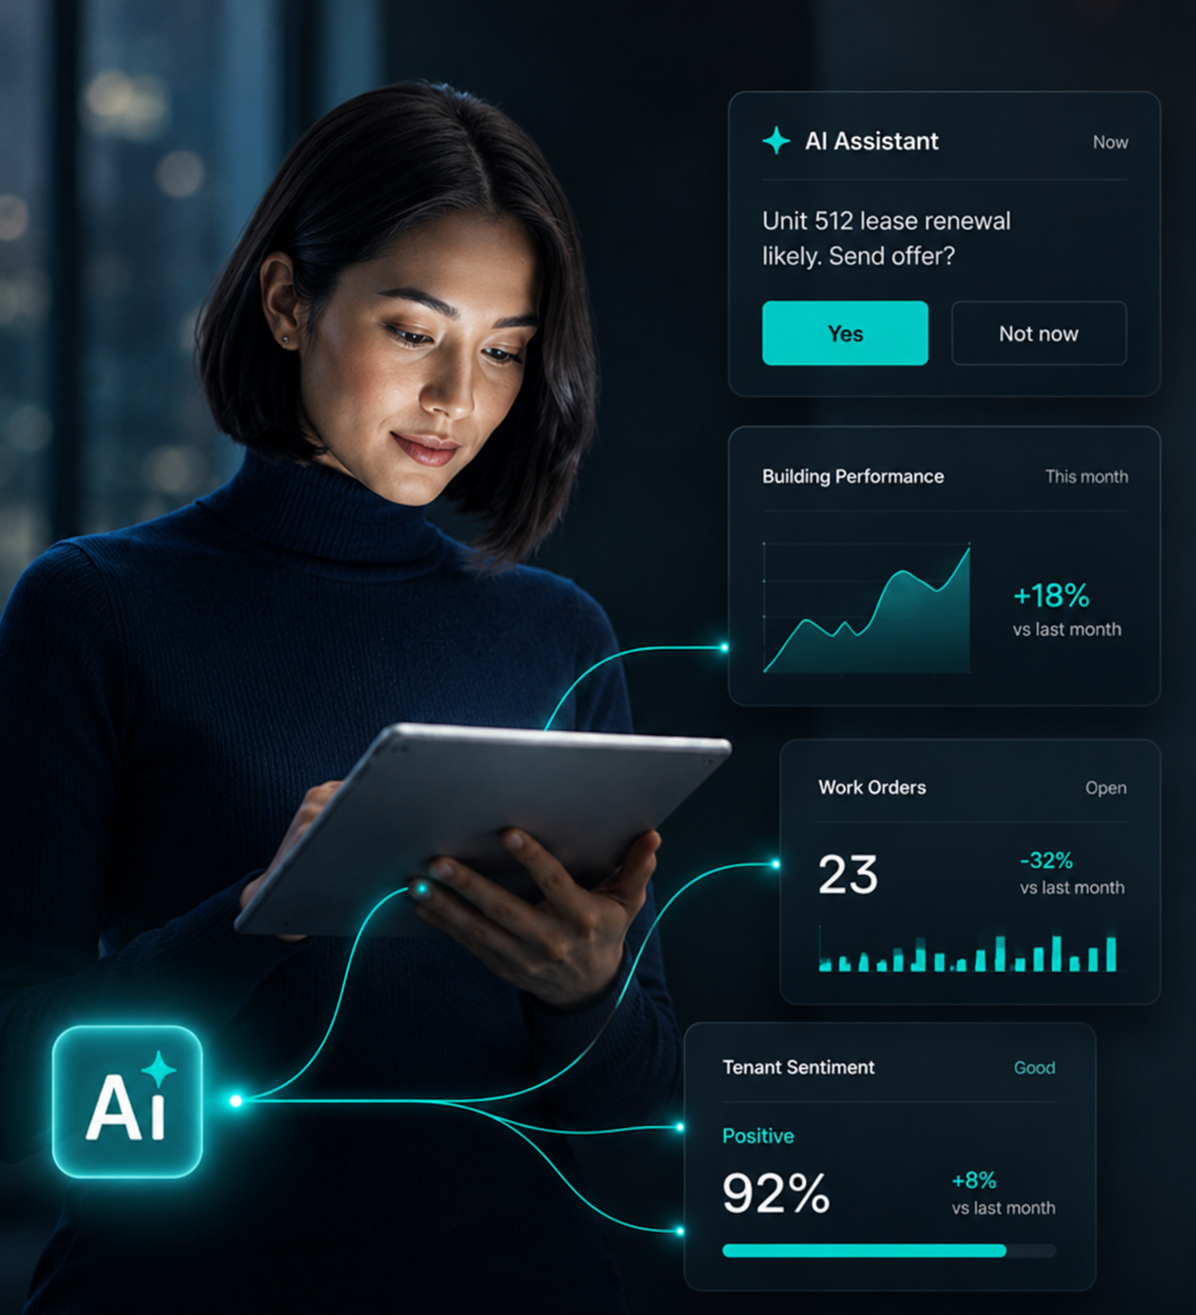 AI Assistant
Now
Unit 512 lease renewal
likely. Send offer?
Yes
Not now
Building Performance
This month
+18%
vs last month
Work Orders
Open
23
-32%
vs last month
Ai
Tenant Sentiment
Good
Positive
92%
+8%
vs last month